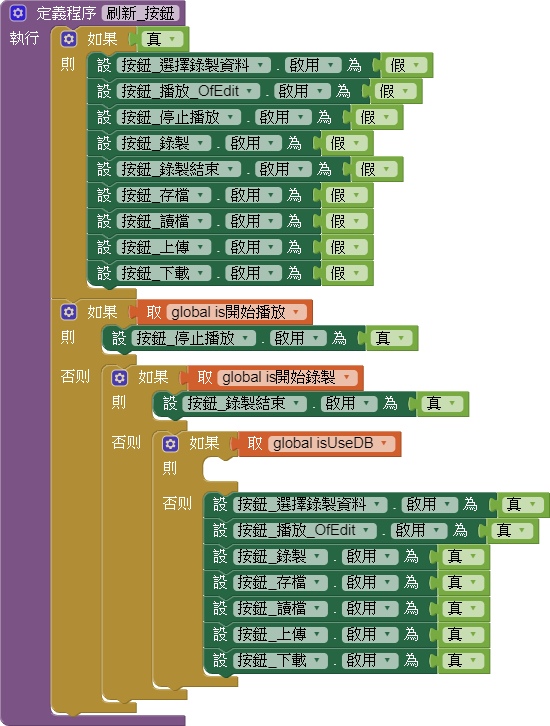 定義程序 刷新_按鈕
執行 如果 真
則 設 按鈕_選擇錄製資料 . 啟用 為 假
設 按鈕_播放_OfEdit . 啟用 為 假
設 按鈕_停止播放 . 啟用 為 假
設 按鈕_錄製 . 啟用 為 假
設 按鈕_錄製結束 . 啟用 為 假
設 按鈕_存檔 . 啟用 為 假
設 按鈕_讀檔 . 啟用 為 假
設 按鈕_上傳 . 啟用 為 假
設 按鈕_下載 . 啟用 為 假
如果 取 global is開始播放
則 設 按鈕_停止播放 . 啟用 為 真
否則 如果 取 global is開始錄製
則 設 按鈕_錄製結束 . 啟用 為 真
否則 如果 取 global isUseDB
則
否則 設 按鈕_選擇錄製資料 . 啟用 為 真
設 按鈕_播放_OfEdit . 啟用 為 真
設 按鈕_錄製 . 啟用 為 真
設 按鈕_存檔 . 啟用 為 真
設 按鈕_讀檔 . 啟用 為 真
設 按鈕_上傳 . 啟用 為 真
設 按鈕_下載 . 啟用 為 真